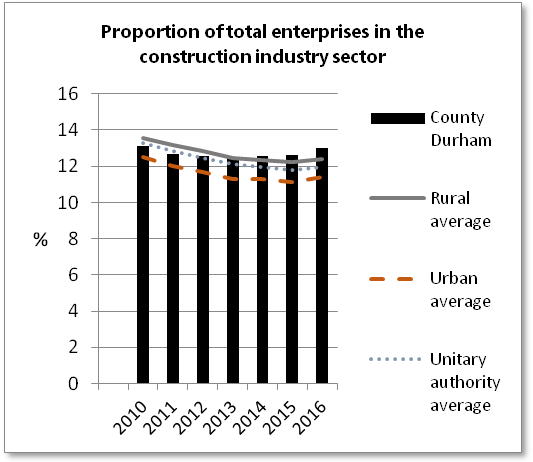 Proportion of total enterprises in the
construction industry sector
16
14
12
10
8
6
4
2
0
%
2010
2011
2012
2013
2014
2015
2016
County
Durham
Rural
average
Urban
average
Unitary
authority
average